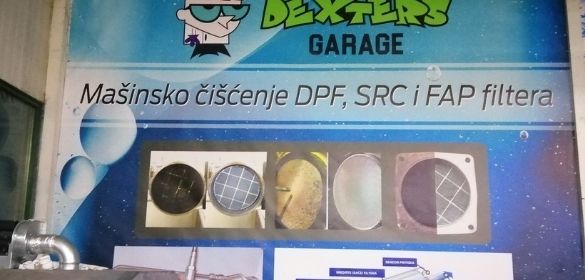 DEXTERS
GARAGE
Mašinsko čišćenje DPF, SRC i FAP filtera